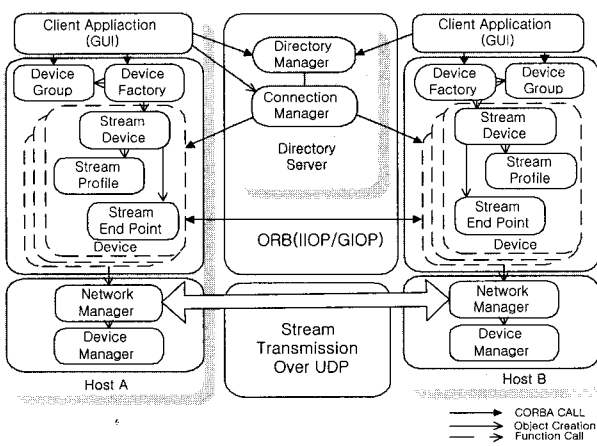 Client Appliaction
(GUI)
Device
Group
Device
Factory
Stream
Device
Stream
Profile
Stream
End Point
Device
Network
Manager
Device
Manager
Host A
Directory
Manager
Connection
Manager
Directory
Server
ORB(IIOP/GIOP)
Stream
Transmission
Over UDP
Client Application
(GUI)
Device
Factory
Device
Group
Stream
Device
Stream
Profile
Stream
End Point
Device
Network
Manager
Device
Manager
Host B
CORBA CALL
Object Creation
Function Call